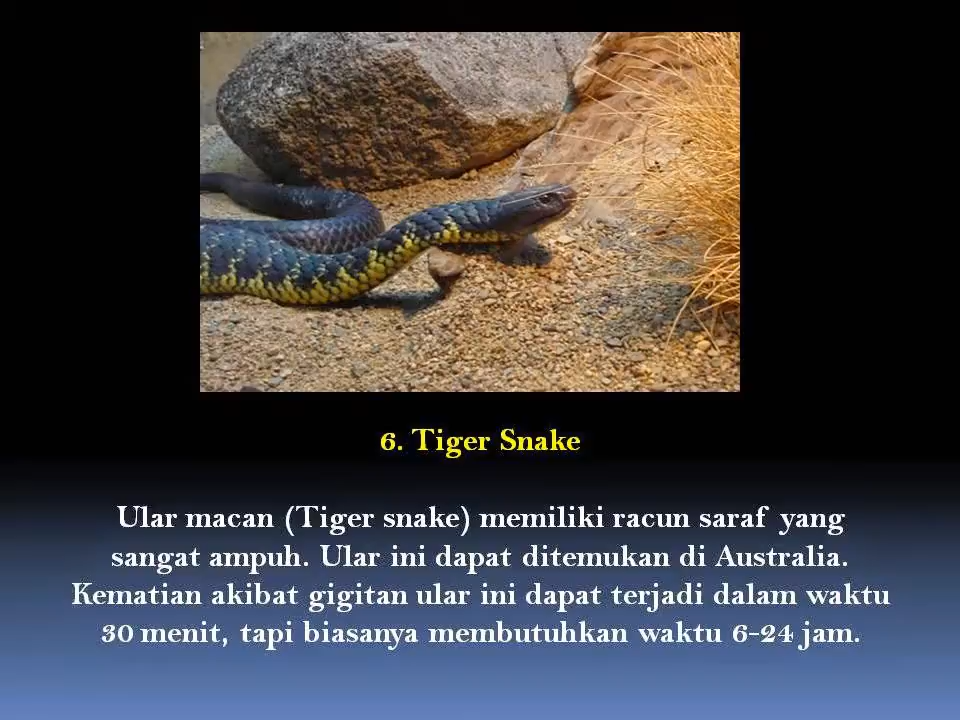 6. Tiger Snake
Ular macan (Tiger snake) memiliki racun saraf yang
sangat ampuh. Ular ini dapat ditemukan di Australia.
Kematian akibat gigitan ular ini dapat terjadi dalam waktu
30 menit, tapi biasanya membutuhkan waktu 6-24 jam.